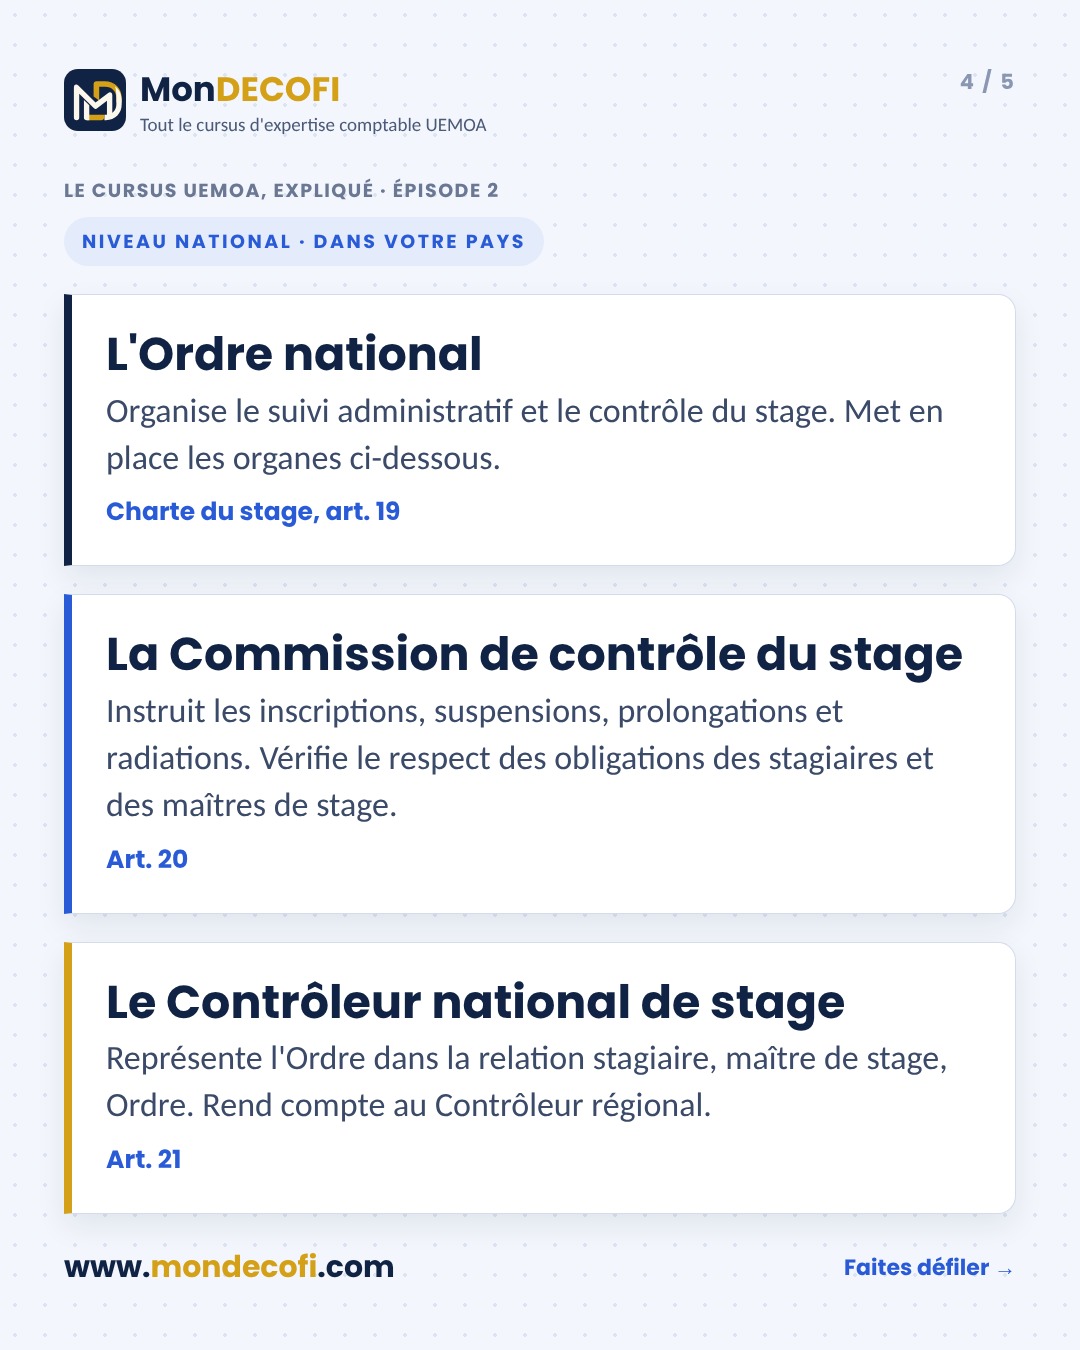 MonDECOFI
Tout le cursus d'expertise comptable UEMOA
4 / 5
LE CURSUS UEMOA, EXPLIQUÉ · ÉPISODE 2
NIVEAU NATIONAL · DANS VOTRE PAYS
L'Ordre national
Organise le suivi administratif et le contrôle du stage. Met en
place les organes ci-dessous.
Charte du stage, art. 19
La Commission de contrôle du stage
Instruit les inscriptions, suspensions, prolongations et
radiations. Vérifie le respect des obligations des stagiaires et
des maîtres de stage.
Art. 20
Le Contrôleur national de stage
Représente l'Ordre dans la relation stagiaire, maître de stage,
Ordre. Rend compte au Contrôleur régional.
Art. 21
www.mondecofi.com
Faites défiler →